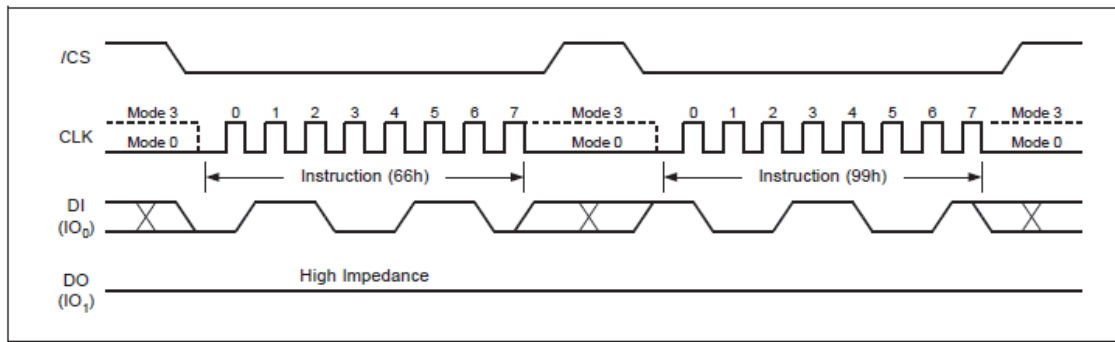 /CS
Mode 3 0 1 2 3 4 5 6 7 Mode 3 0 1 2 3 4 5 6 7 Mode 3
CLK
Mode 0 Mode 0 Mode 0
Instruction (66h) Instruction (99h)
DI
(IO0)
High Impedance
DO
(IO1)